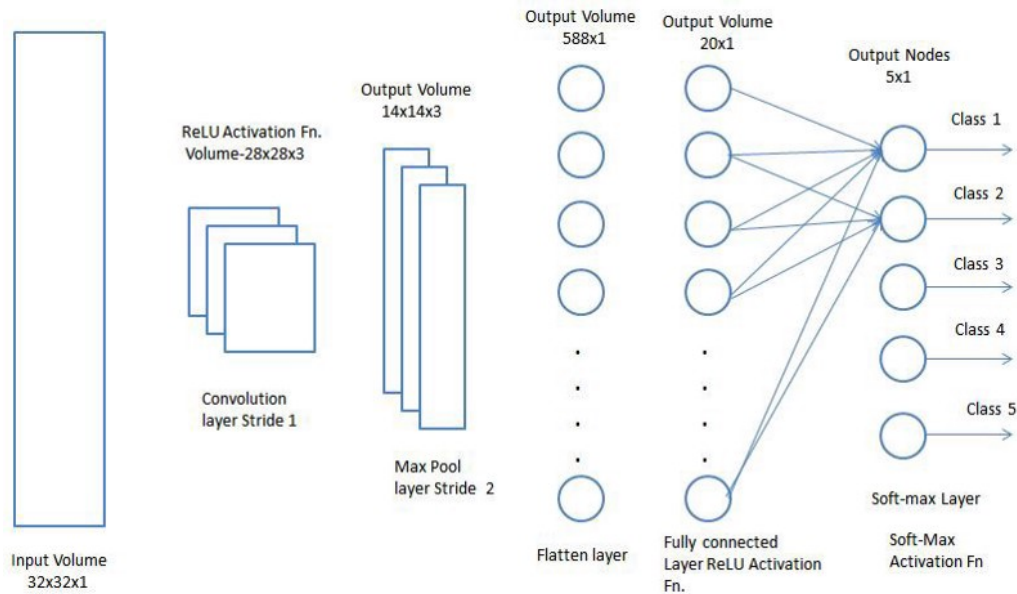 Input Volume
32x32x1
ReLU Activation Fn.
Volume-28x28x3
Convolution
layer Stride 1
Output Volume
14x14x3
Max Pool
layer Stride 2
Output Volume
588x1
Flatten layer
Output Volume
20x1
Fully connected
Layer ReLU Activation
Fn.
Output Nodes
5x1
Class 1
Class 2
Class 3
Class 4
Class 5
Soft-max Layer
Soft-Max
Activation Fn